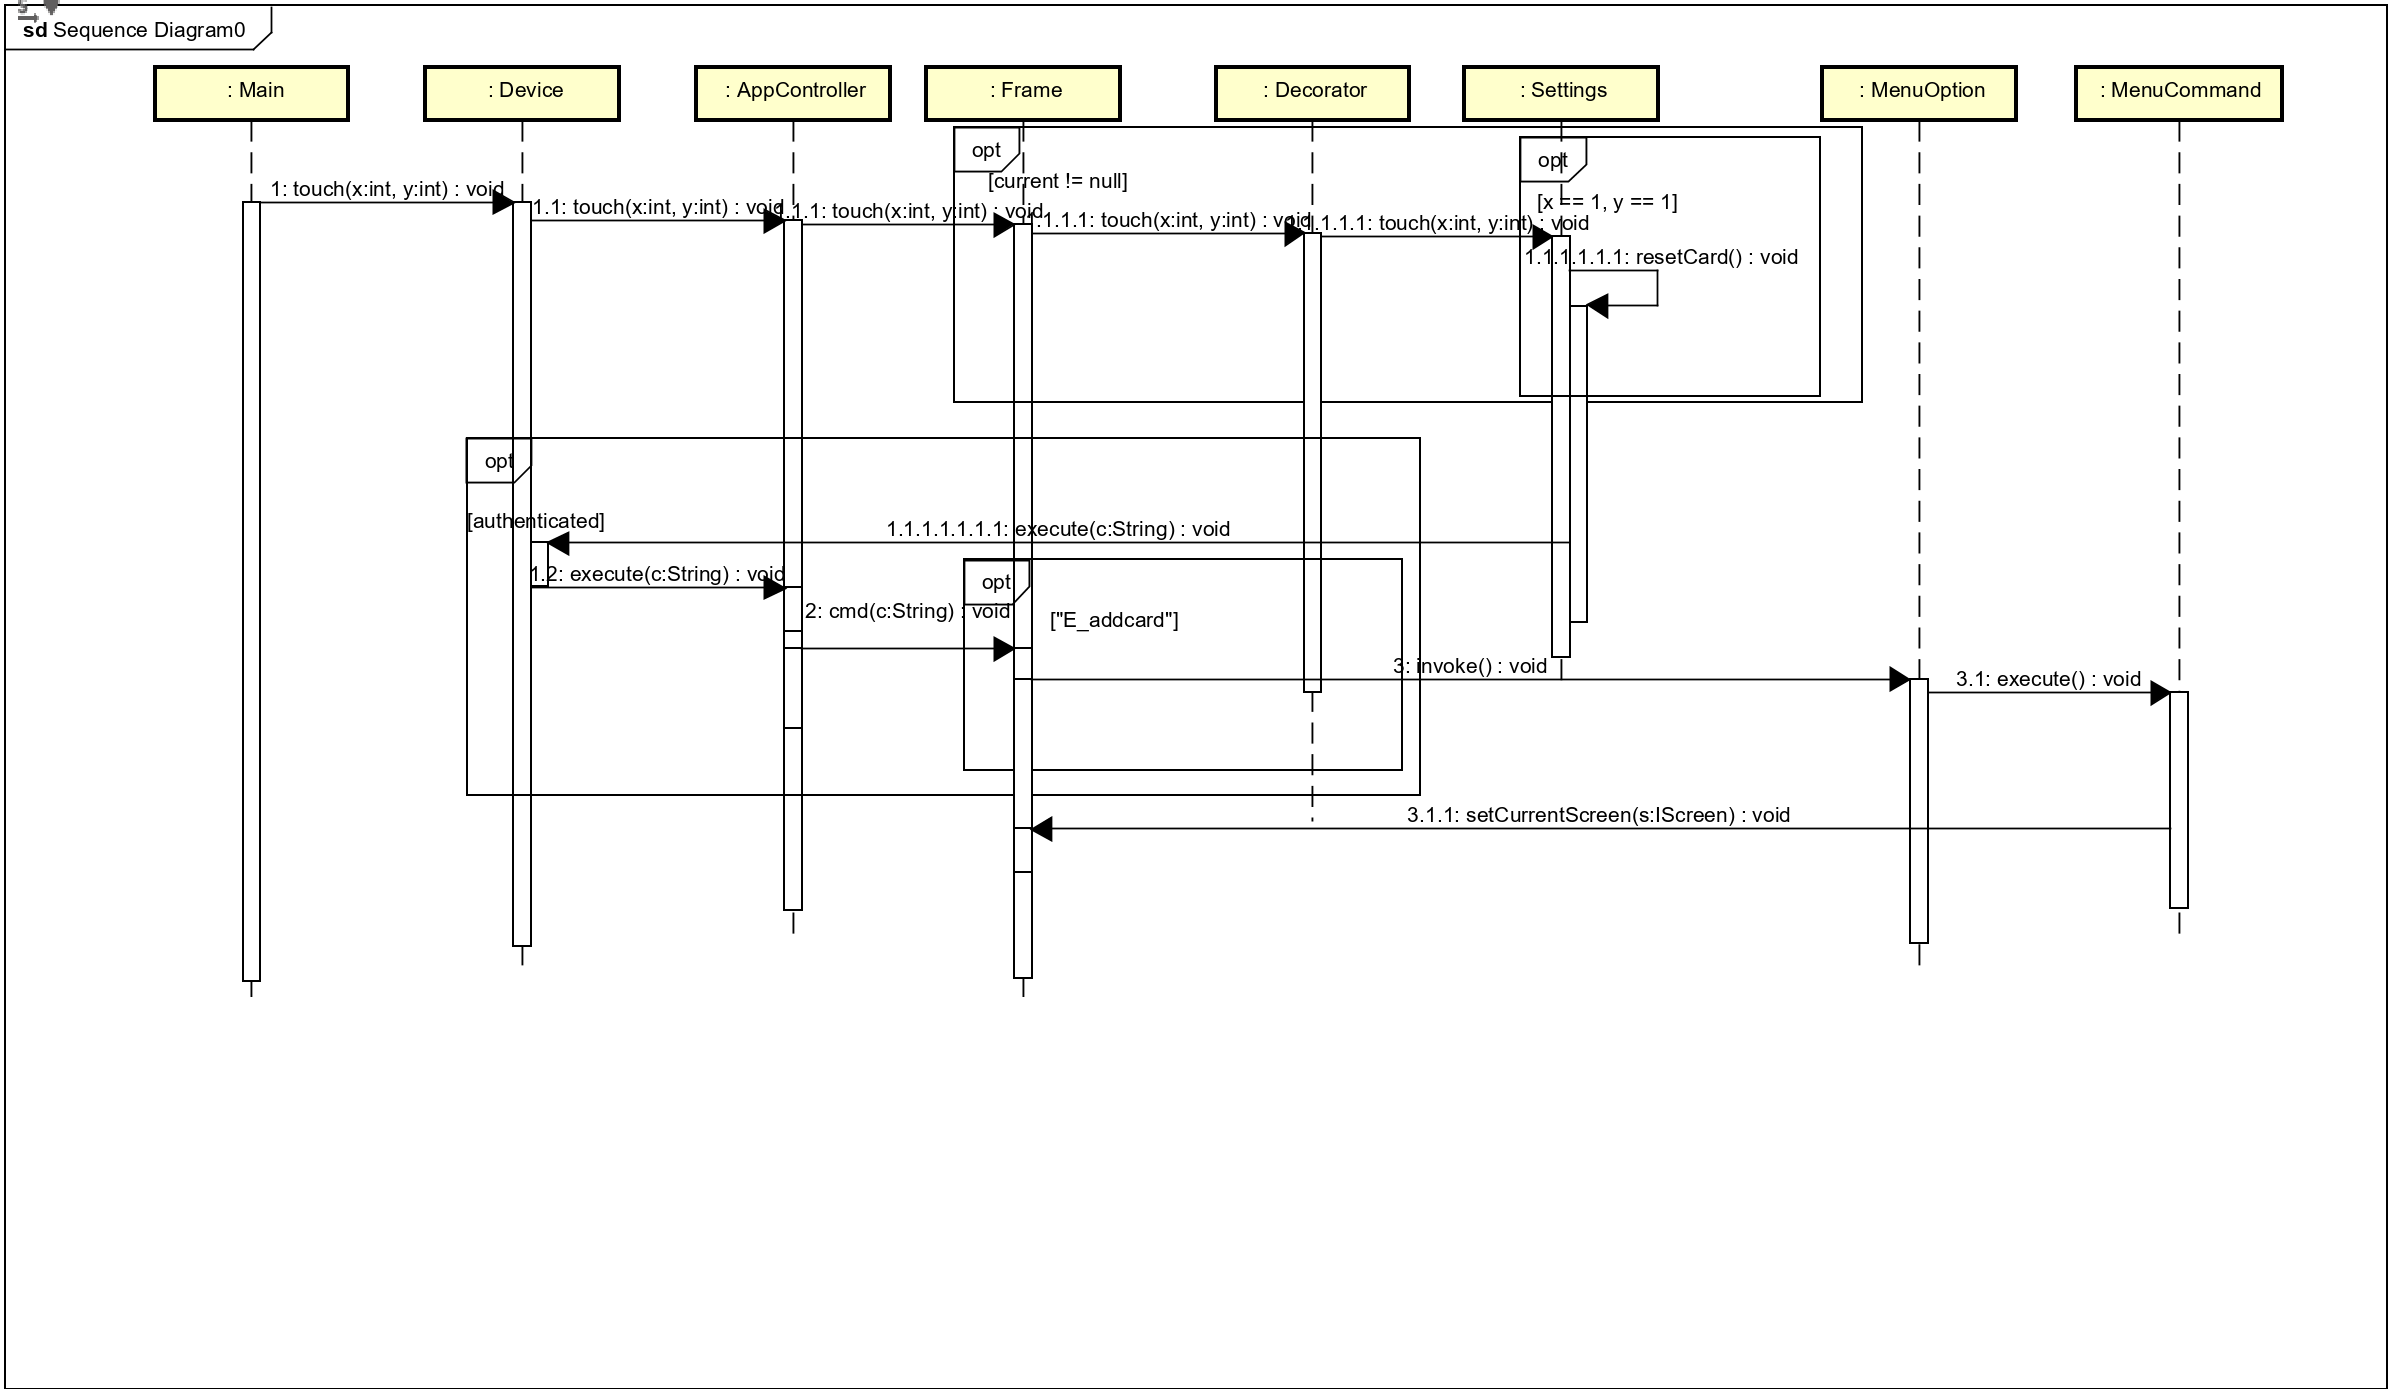 sd Sequence Diagram0
: Main
: Device
: AppController
: Frame
: Decorator
: Settings
: MenuOption
: MenuCommand
opt
opt
[current != null]
1: touch(x:int, y:int) : void
[x == 1, y == 1]
1.1: touch(x:int, y:int) : void
1.1.1: touch(x:int, y:int) : void
1.1.1.1: touch(x:int, y:int) : void
1.1.1.1.1: touch(x:int, y:int) : void
1.1.1.1.1.1: resetCard() : void
opt
[authenticated]
1.1.1.1.1.1.1: execute(c:String) : void
1.2: execute(c:String) : void
opt
2: cmd(c:String) : void
["E_addcard"]
3: invoke() : void
3.1: execute() : void
3.1.1: setCurrentScreen(s:IScreen) : void